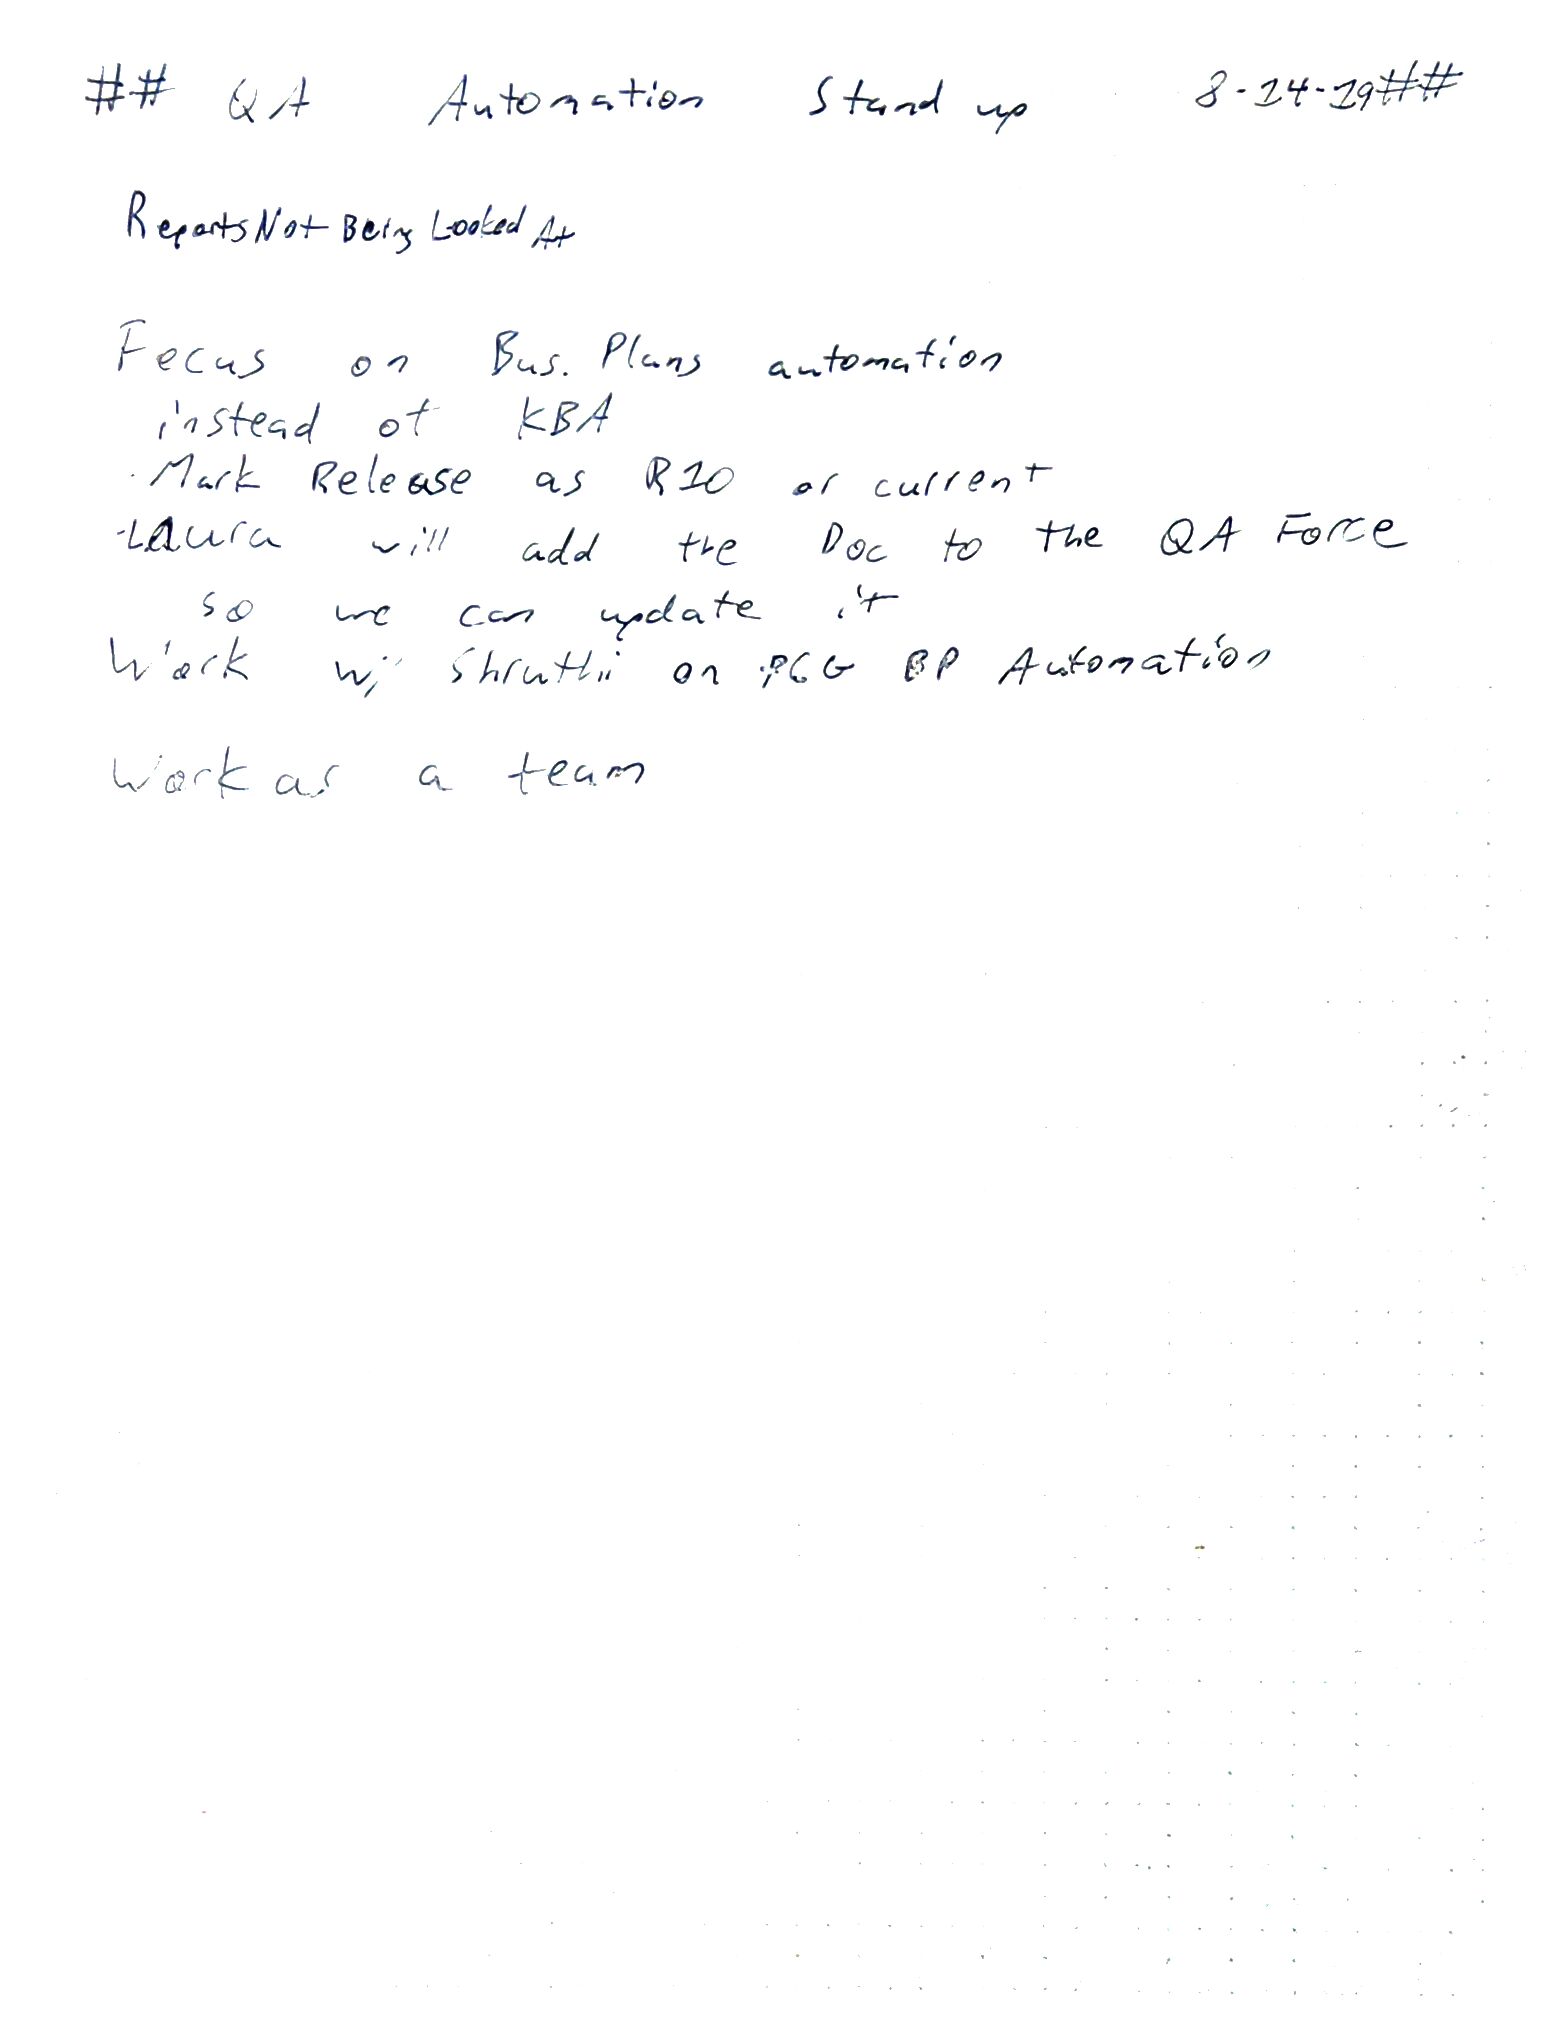 ## QA Automation Stand up 8-14-19##
Reports Not Being Looked At
Focus on Bus. Plans automation
instead of KBA
· Mark Release as R10 or current
-Laura will add the Doc to the QA Force
so we can update it
Work w/ Shruthi on PCG BP Automation
Work as a team